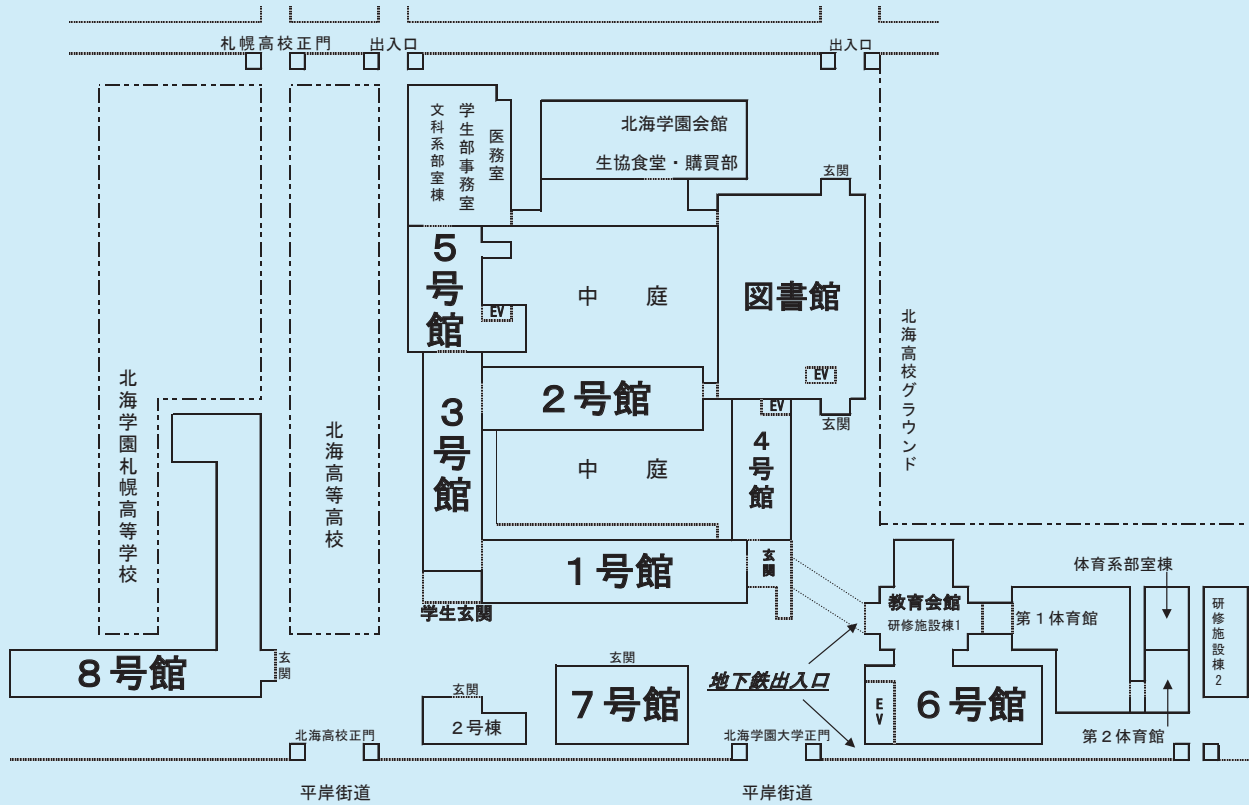 札幌高校正門
出入口
出入口
文科系部室棟
学生部事務室
医務室
北海学園会館
生協食堂・購買部
玄関
5号館
EV
中庭
図書館
EV
玄関
北海高校グラウンド
北海学園札幌高等学校
北海高等高校
3号館
2号館
EV
4号館
中庭
1号館
玄関
学生玄関
体育系部室棟
教育会館
研修施設棟1
第1体育館
研修施設棟2
8号館
玄関
玄関
2号棟
玄関
7号館
地下鉄出入口
EV
6号館
第2体育館
北海高校正門
北海学園大学正門
平岸街道
平岸街道